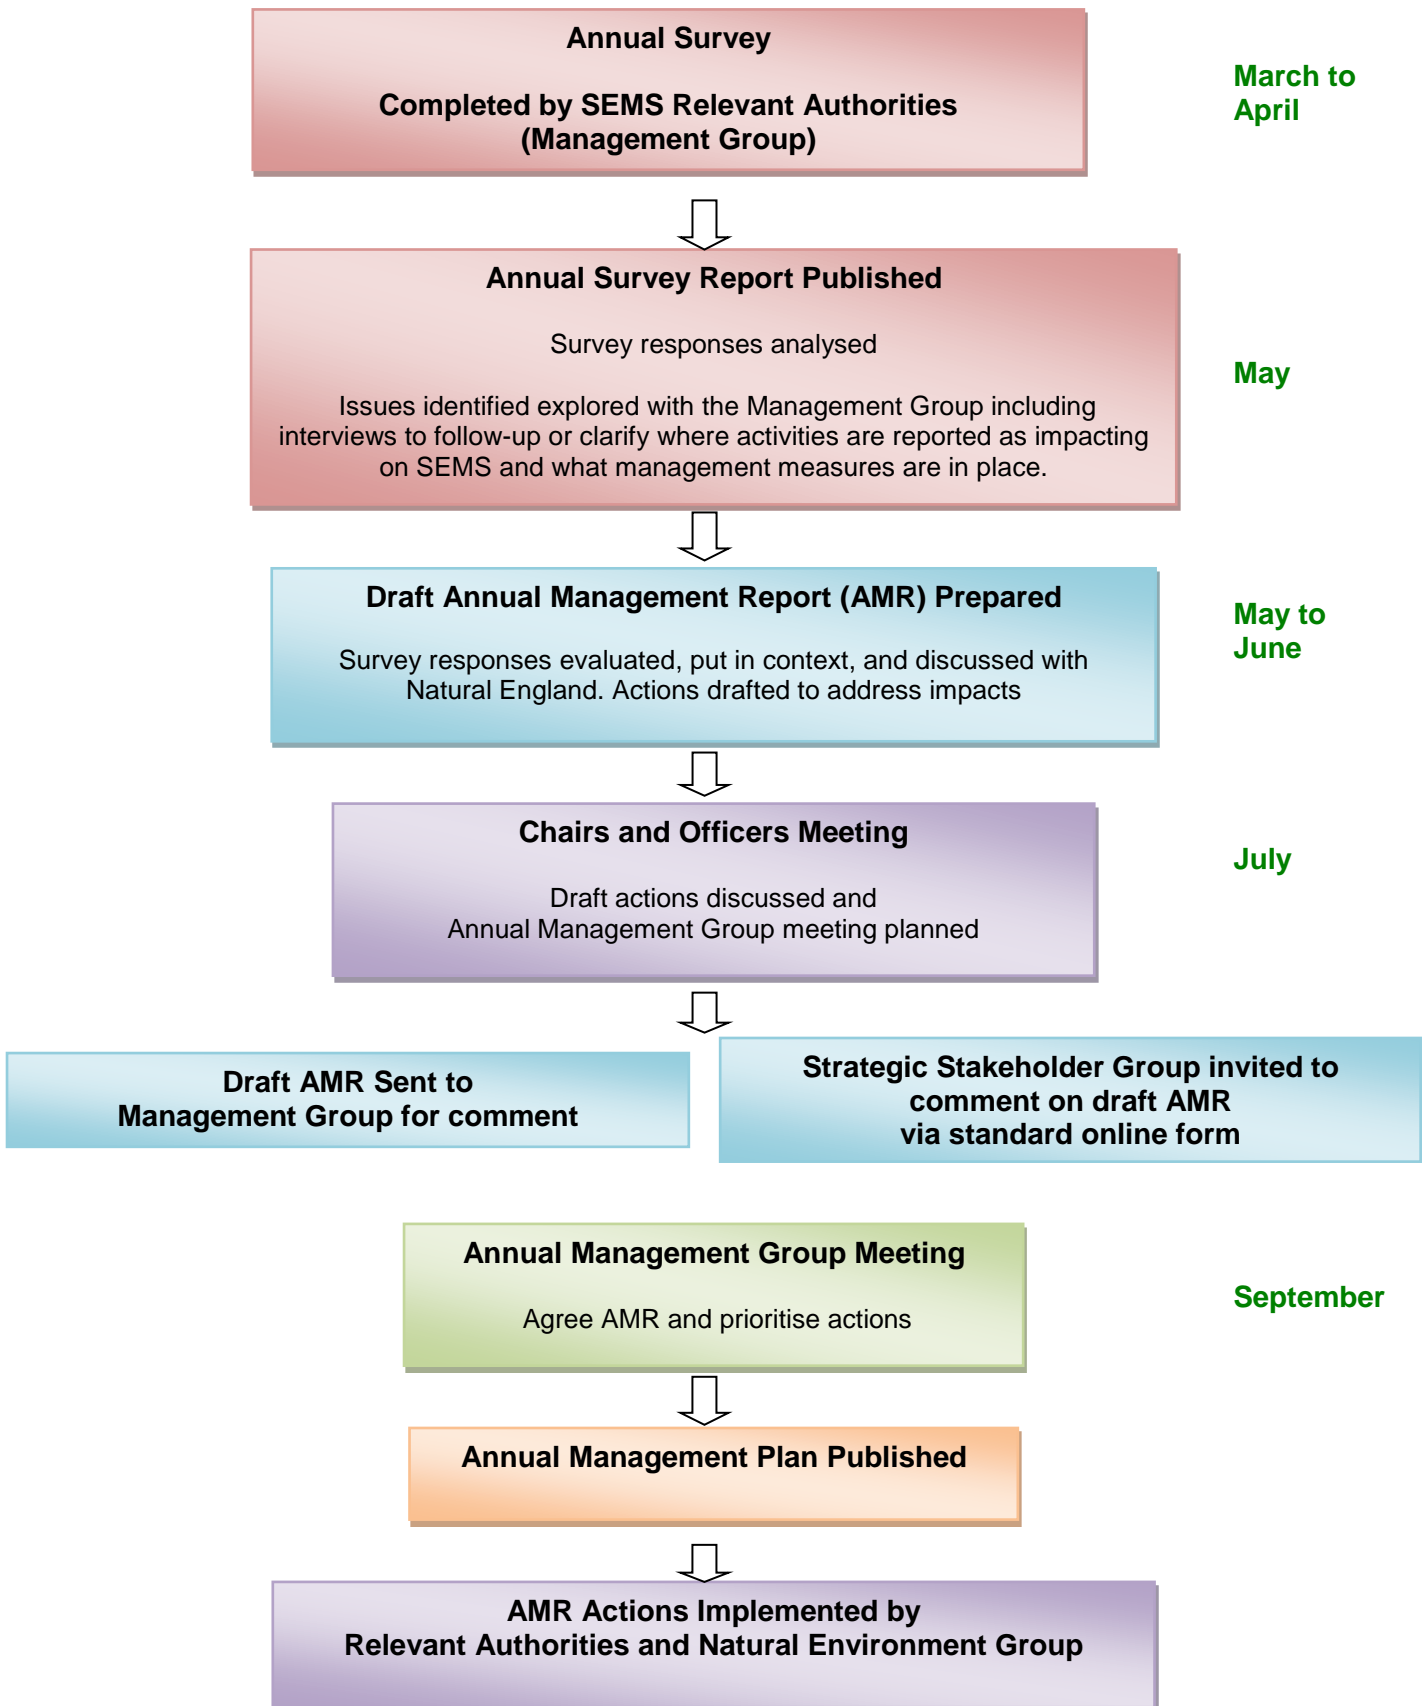 Annual Survey
Completed by SEMS Relevant Authorities
(Management Group)
March to
April
Annual Survey Report Published
Survey responses analysed
Issues identified explored with the Management Group including
interviews to follow-up or clarify where activities are reported as impacting
on SEMS and what management measures are in place.
May
Draft Annual Management Report (AMR) Prepared
Survey responses evaluated, put in context, and discussed with
Natural England. Actions drafted to address impacts
May to
June
Chairs and Officers Meeting
Draft actions discussed and
Annual Management Group meeting planned
July
Draft AMR Sent to
Management Group for comment
Strategic Stakeholder Group invited to
comment on draft AMR
via standard online form
Annual Management Group Meeting
Agree AMR and prioritise actions
September
Annual Management Plan Published
AMR Actions Implemented by
Relevant Authorities and Natural Environment Group